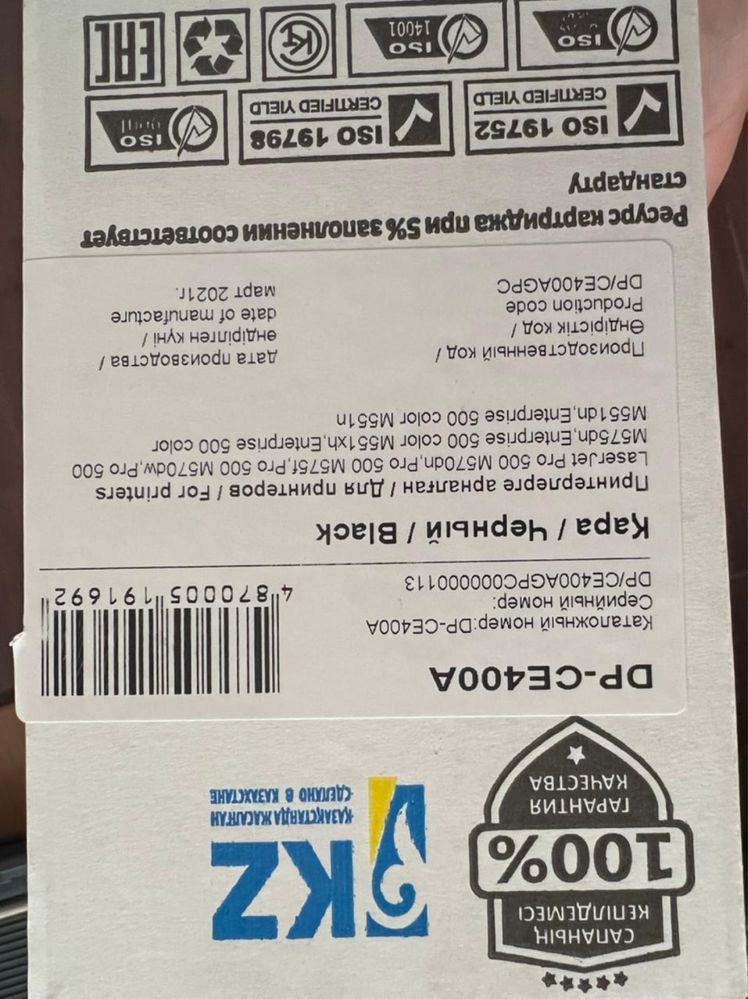 САПАНЫҢ
КЕПІЛДЕМЕСІ
100%
ГАРАНТИЯ
КАЧЕСТВА
KZ
ҚАЗАҚСТАНДА ЖАСАЛҒАН
СДЕЛАНО В КАЗАХСТАНЕ
DP-CE400A
Каталожный номер:DP-CE400A
Серийный номер:
DP/CE400AGPC00000113
4 870005 191692
Қара / Черный / Black
Принтерлерге арналған / Для принтеров / For printers
LaserJet Pro 500 M570dn,Pro 500 M575f,Pro 500 M570dw,Pro 500
M575dn,Enterprise 500 color M551xh,Enterprise 500 color
M551dn,Enterprise 500 color M551n
Производственный код /
Өндірістік код /
Production code
DP/CE400AGPC
дата производства /
өндірілген күні /
date of manufacture
март 2021г.
Ресурс картриджа при 5% заполнении соответствует
стандарту
ISO 19752
CERTIFIED YIELD
ISO 19798
CERTIFIED YIELD
ISO
ISO
ISO
14001
EAC